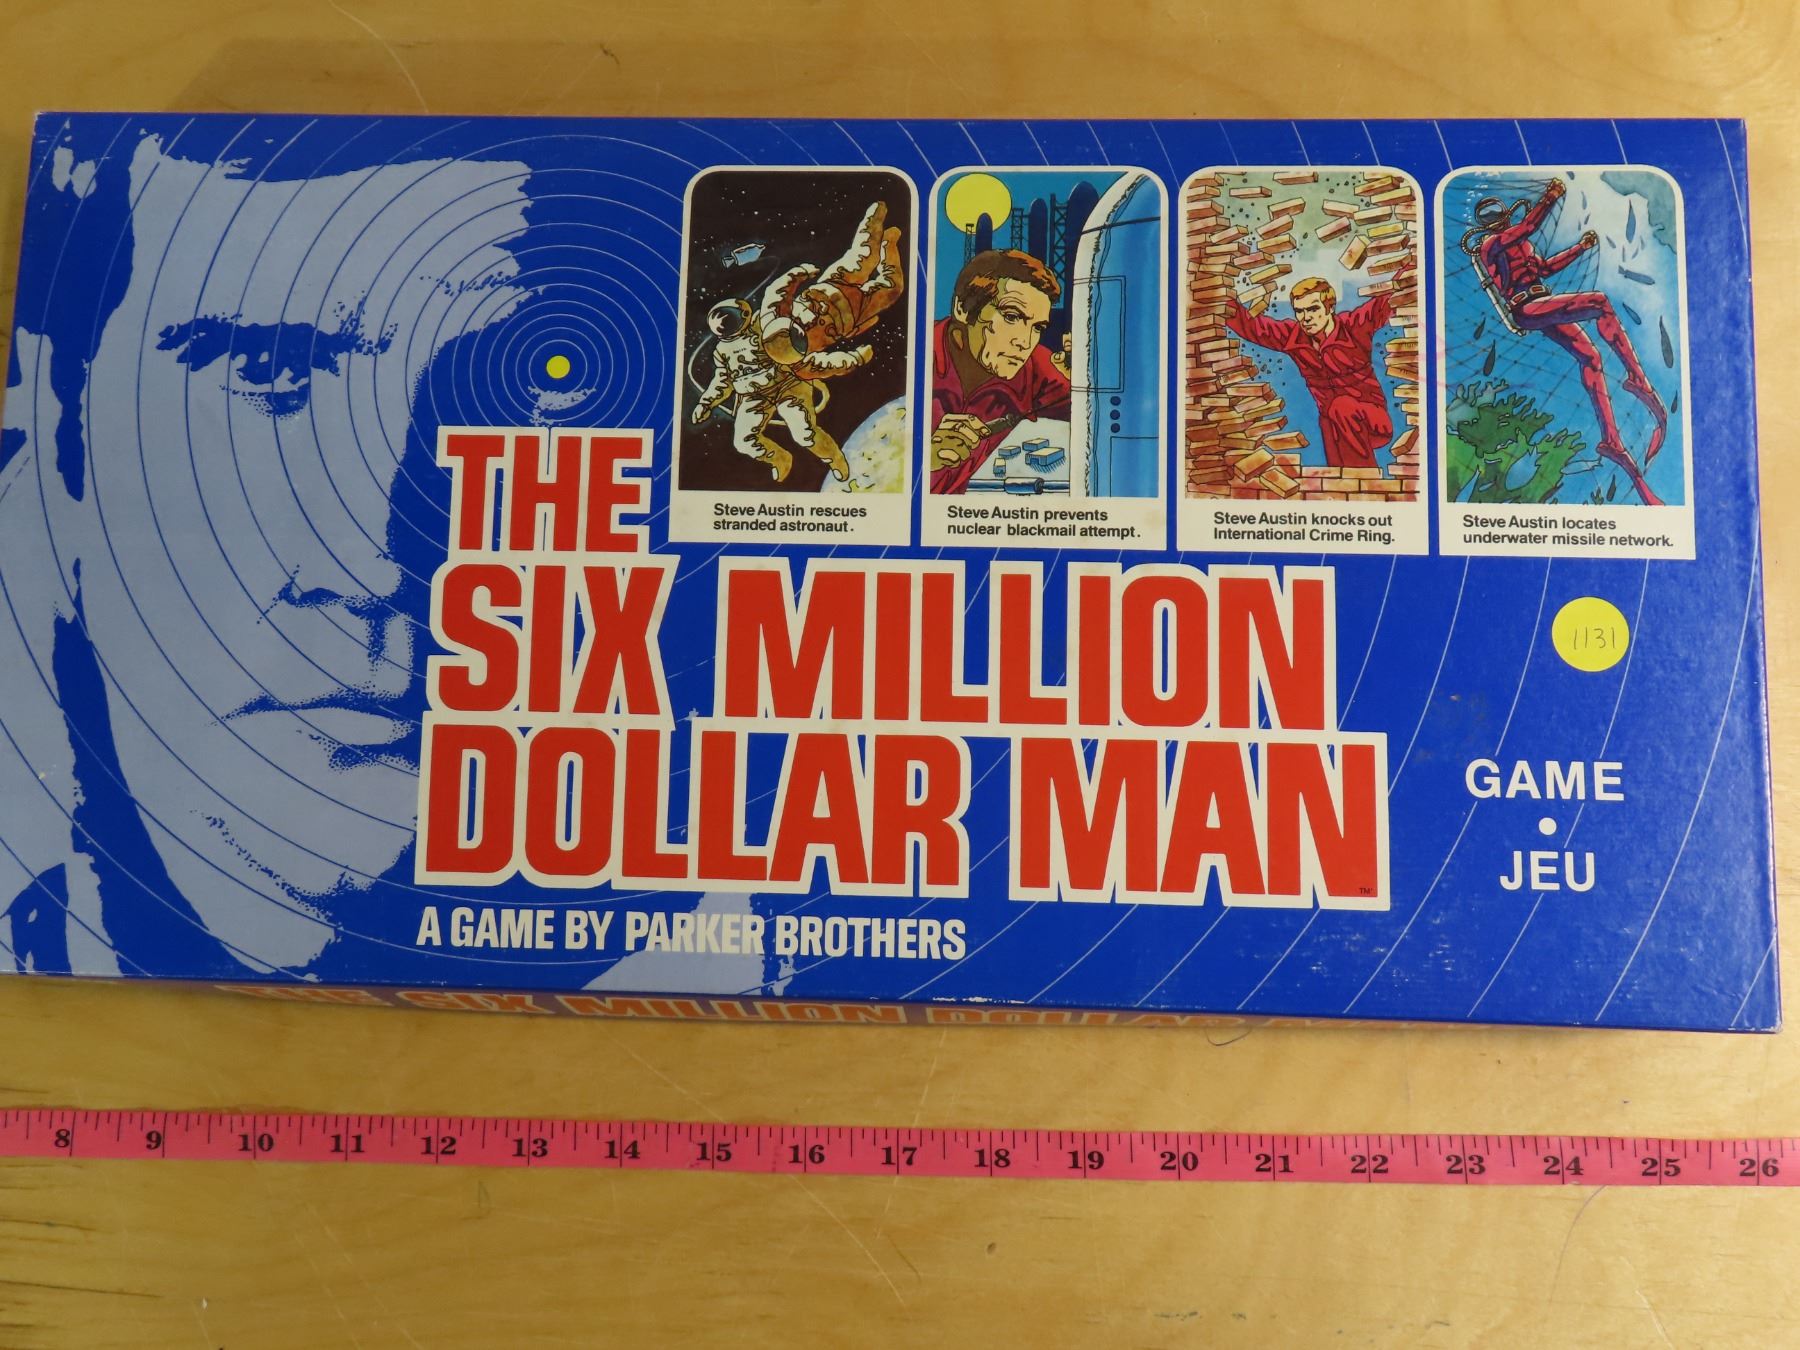 Steve Austin rescues
stranded astronaut.
Steve Austin prevents
nuclear blackmail attempt.
Steve Austin knocks out
International Crime Ring.
Steve Austin locates
underwater missile network.
THE
SIX MILLION
DOLLAR MAN
TM
1131
GAME
•
JEU
A GAME BY PARKER BROTHERS
THE SIX MILLION DOLLAR
8 9 10 11 12 13 14 15 16 17 18 19 20 21 22 23 24 25 26